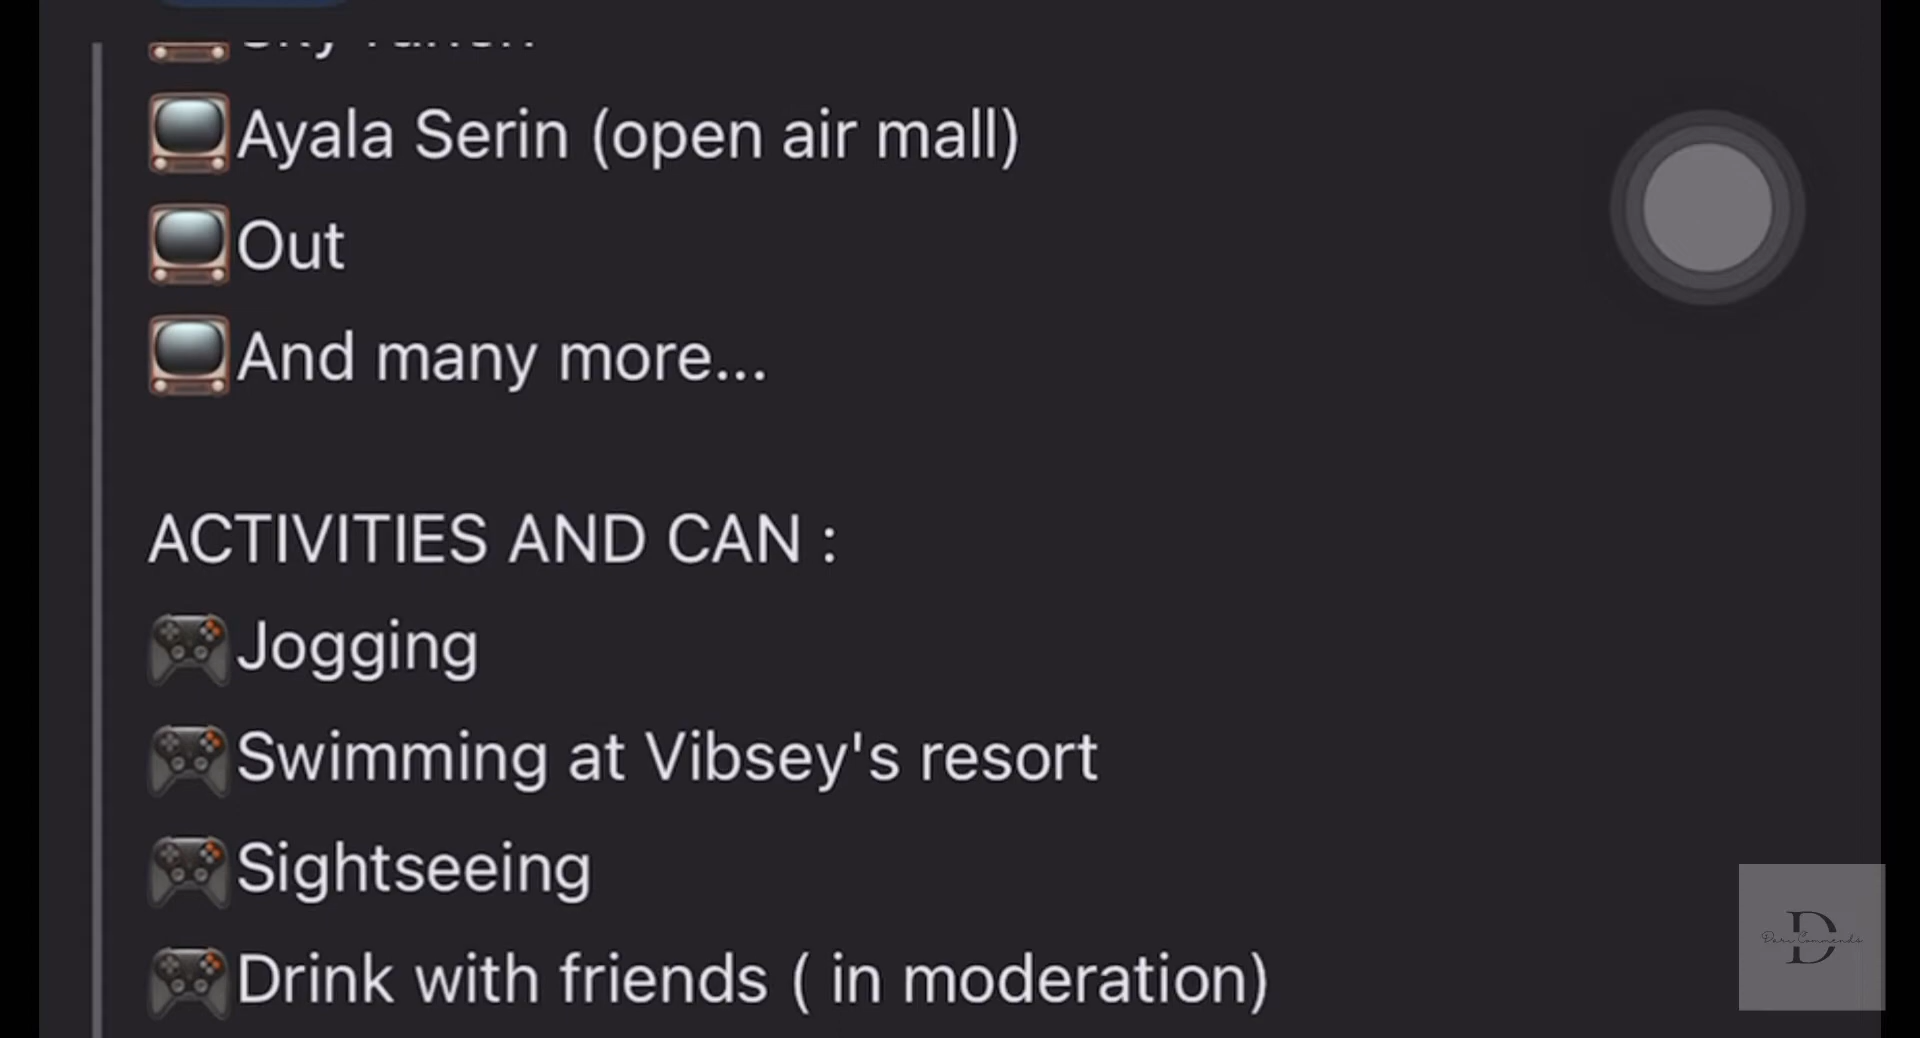 📺Ayala Serin (open air mall)
📺Out
📺And many more...
ACTIVITIES AND CAN :
🎮Jogging
🎮Swimming at Vibsey's resort
🎮Sightseeing
🎮Drink with friends ( in moderation)
D